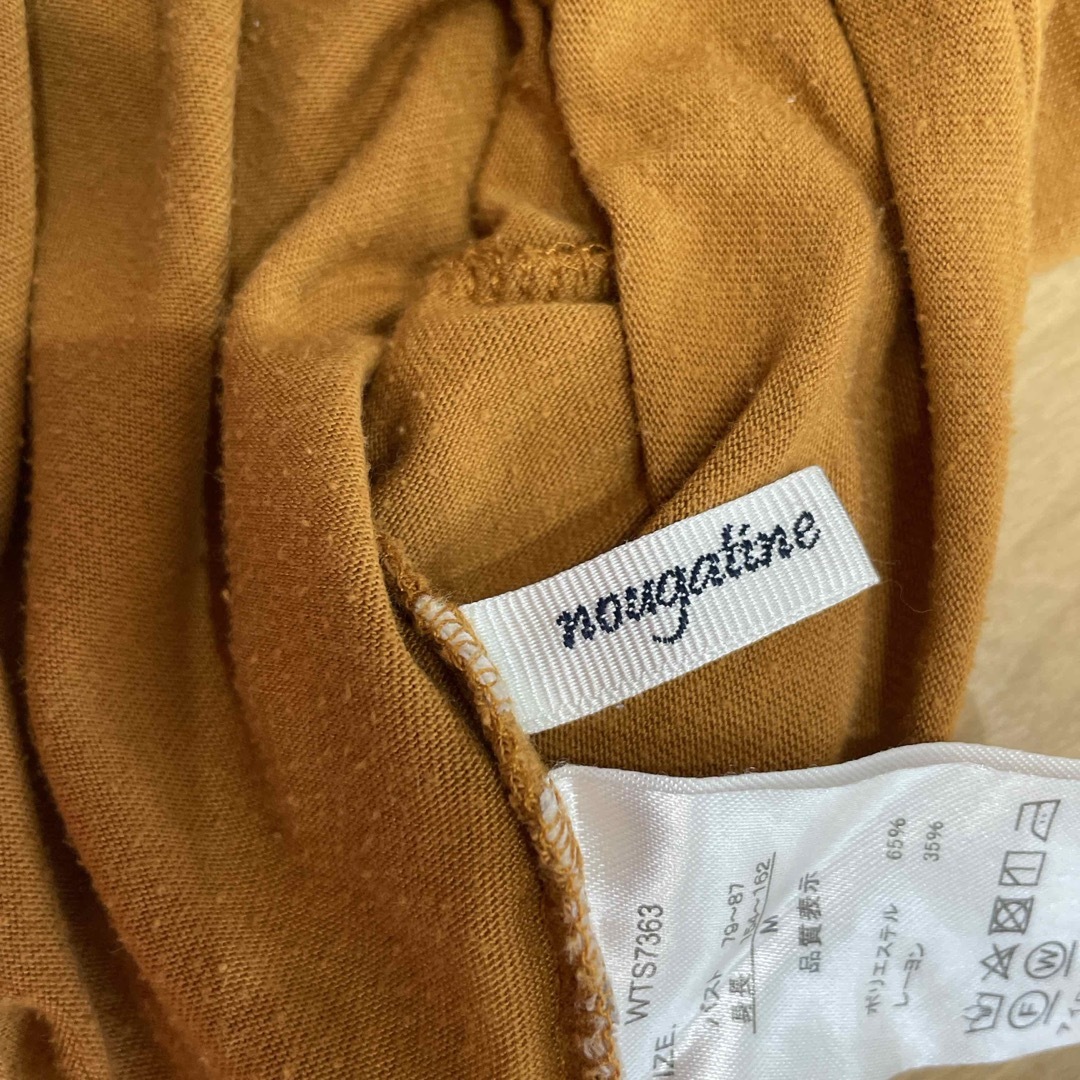 nougatine
WTS7363
バスト 79~87
身長 154~162
M
品質表示
ポリエステル 65%
レーヨン 35%
F
W